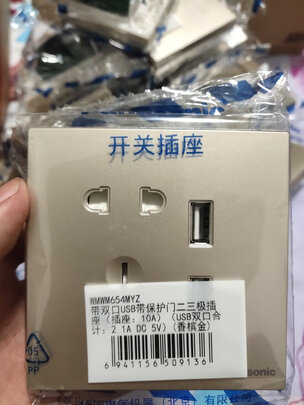 开关插座
WMWM654MYZ
带双口USB带保护门二三极插
座（插座：10A）（USB双口合
计：2.1A DC 5V）（香槟金）
6 941156 509136
sonic
05
PP